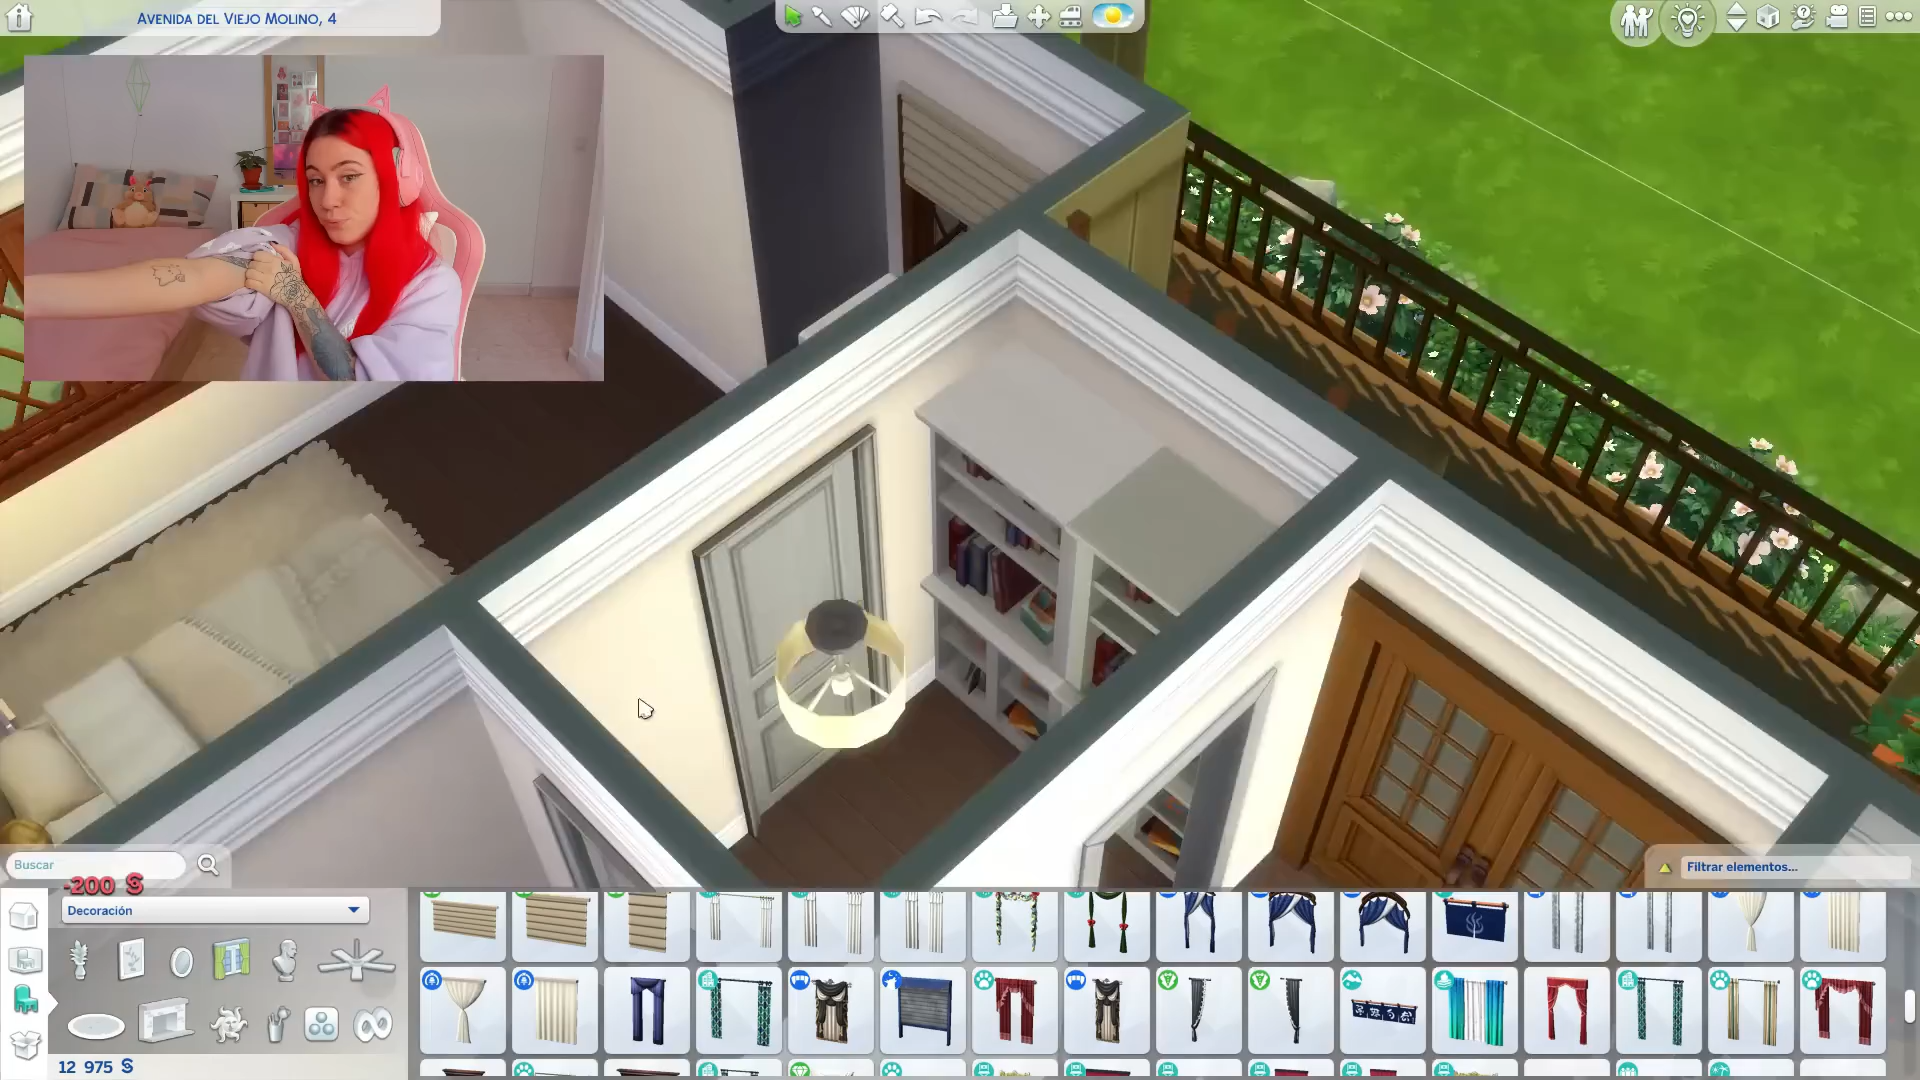 AVENIDA DEL VIEJO MOLINO, 4
Buscar
-200
Decoración
12 975
Filtrar elementos...